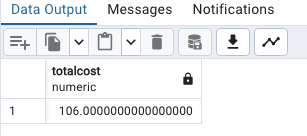 Data Output Messages Notifications
totalcost
numeric
1 106.0000000000000000